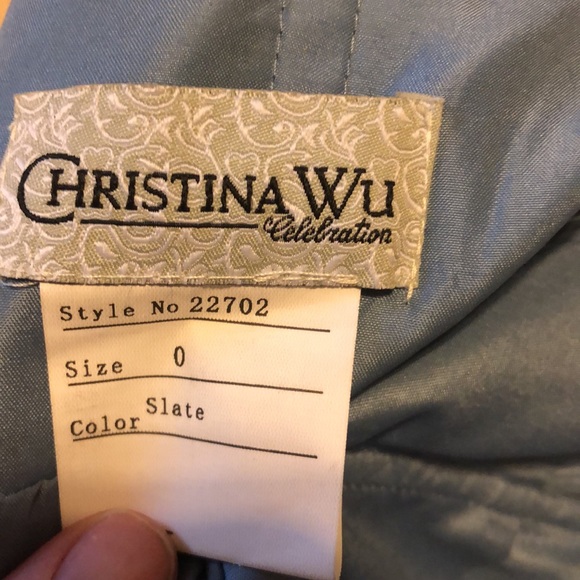 CHRISTINA WU
Celebration
Style No 22702
Size 0
Color Slate